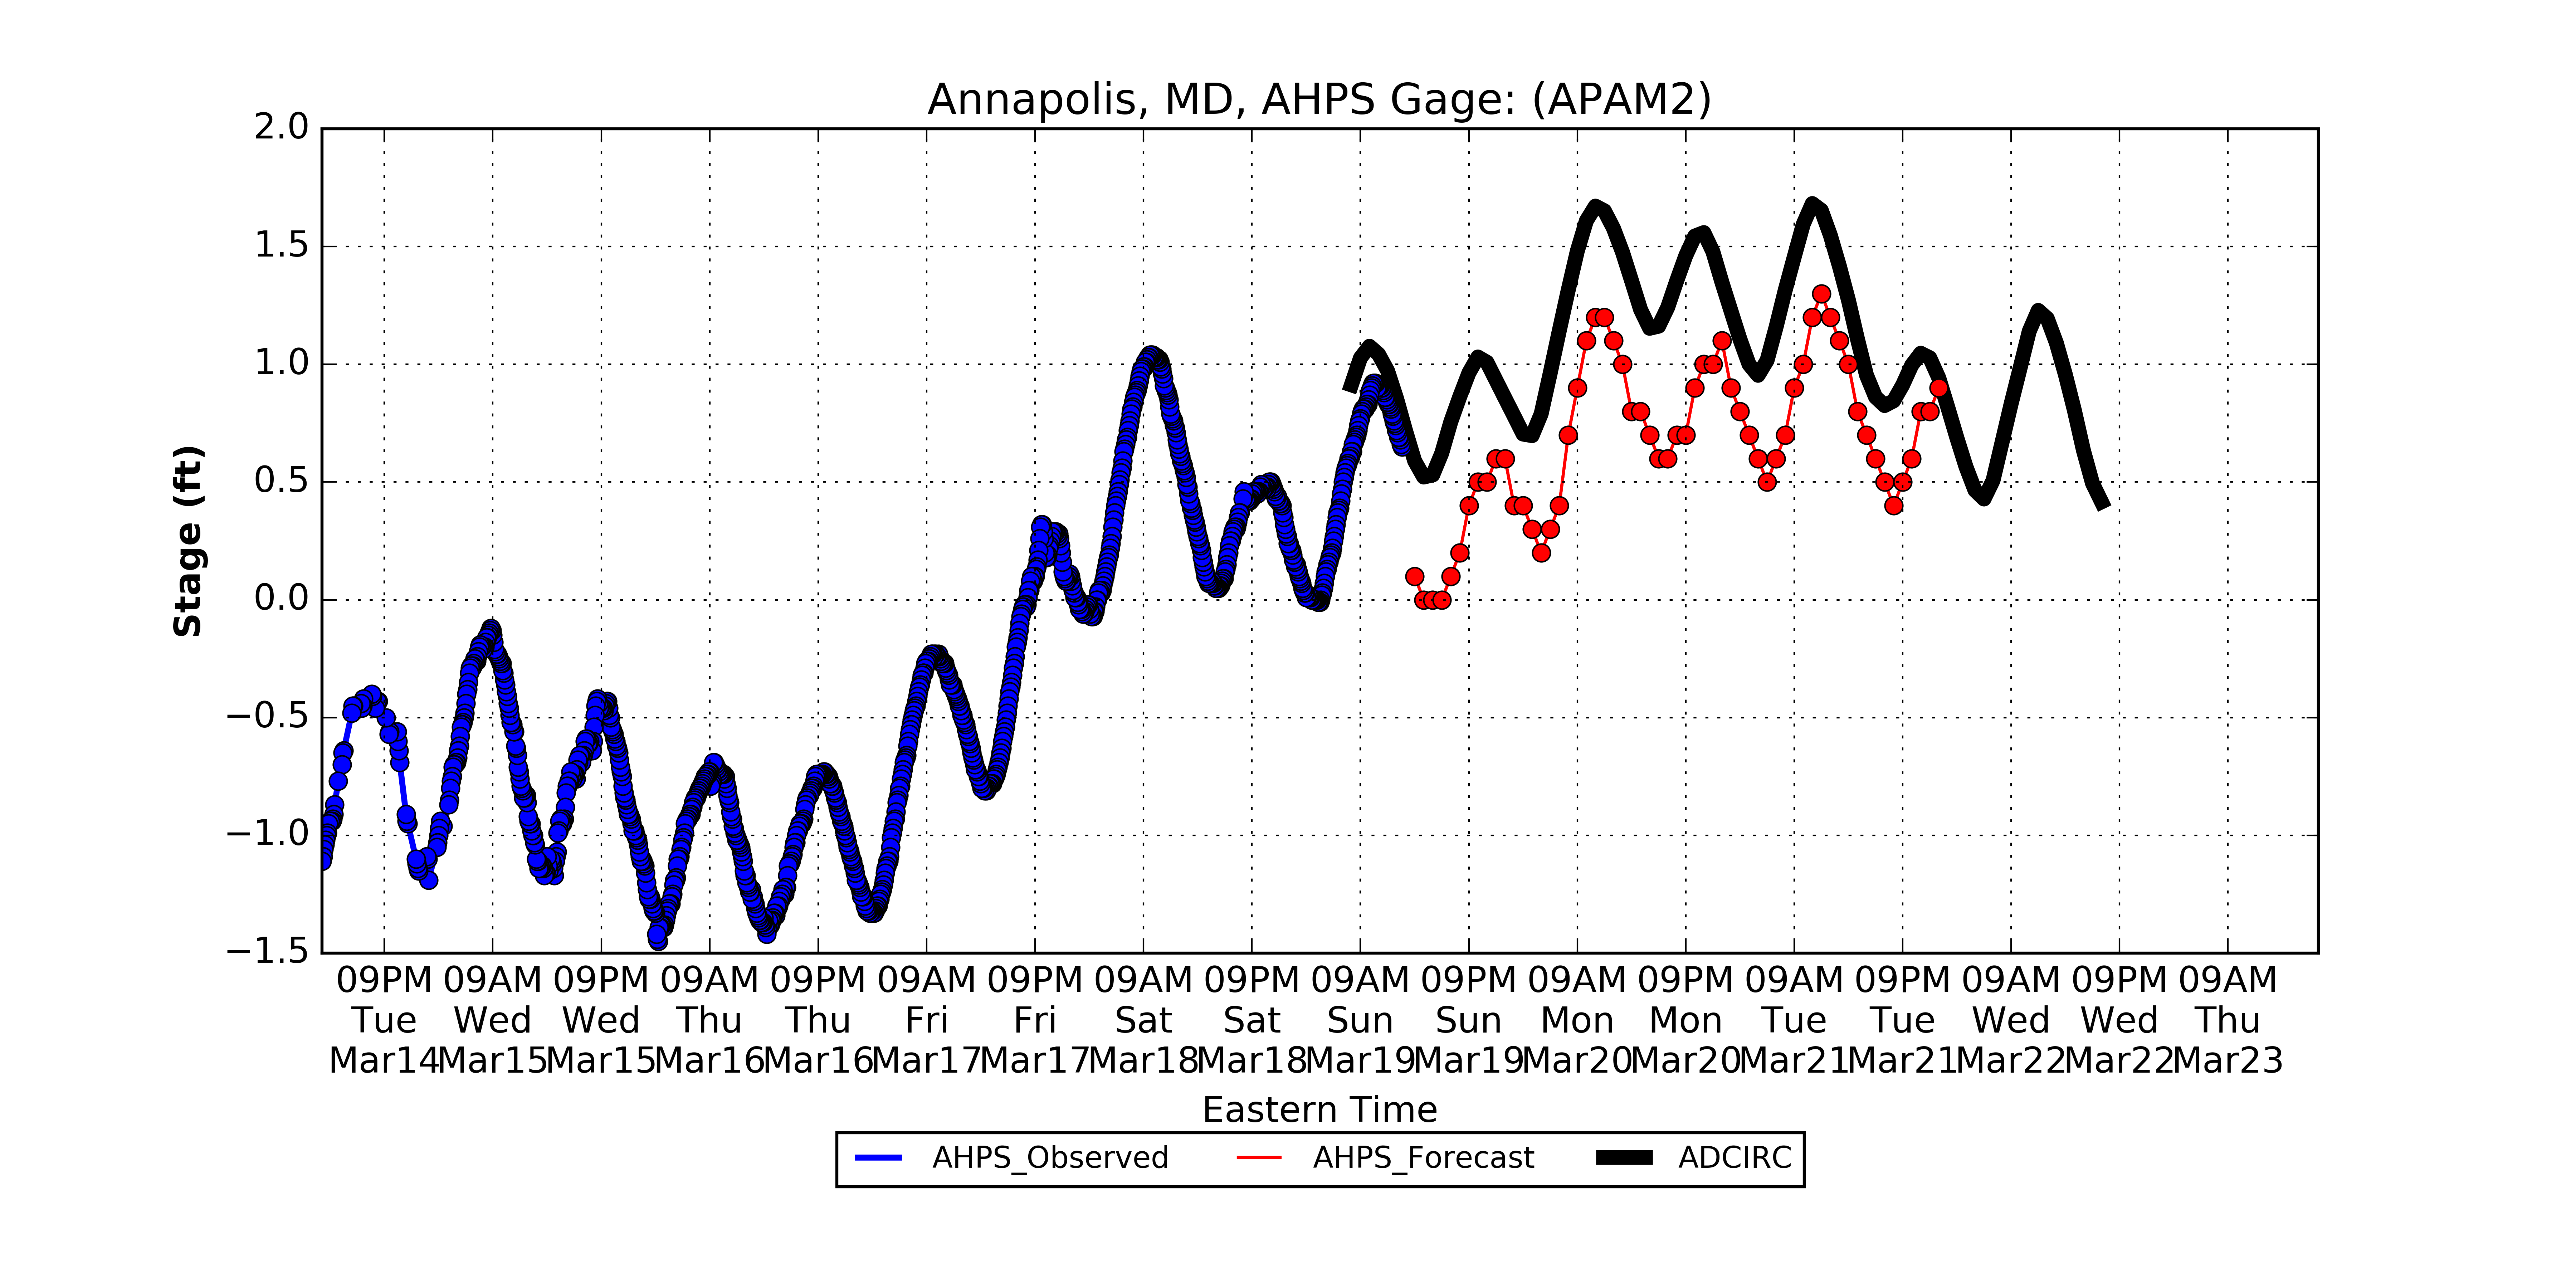 Annapolis, MD, AHPS Gage: (APAM2)
2.0
1.5
1.0
0.5
0.0
−0.5
−1.0
−1.5
Stage (ft)
09PM 09AM 09PM 09AM 09PM 09AM 09PM 09AM 09PM 09AM 09PM 09AM 09PM 09AM 09PM 09AM 09PM 09AM
Tue Wed Wed Thu Thu Fri Fri Sat Sat Sun Sun Mon Mon Tue Tue Wed Wed Thu
Mar14 Mar15 Mar15 Mar16 Mar16 Mar17 Mar17 Mar18 Mar18 Mar19 Mar19 Mar20 Mar20 Mar21 Mar21 Mar22 Mar22 Mar23
Eastern Time
AHPS_Observed AHPS_Forecast ADCIRC